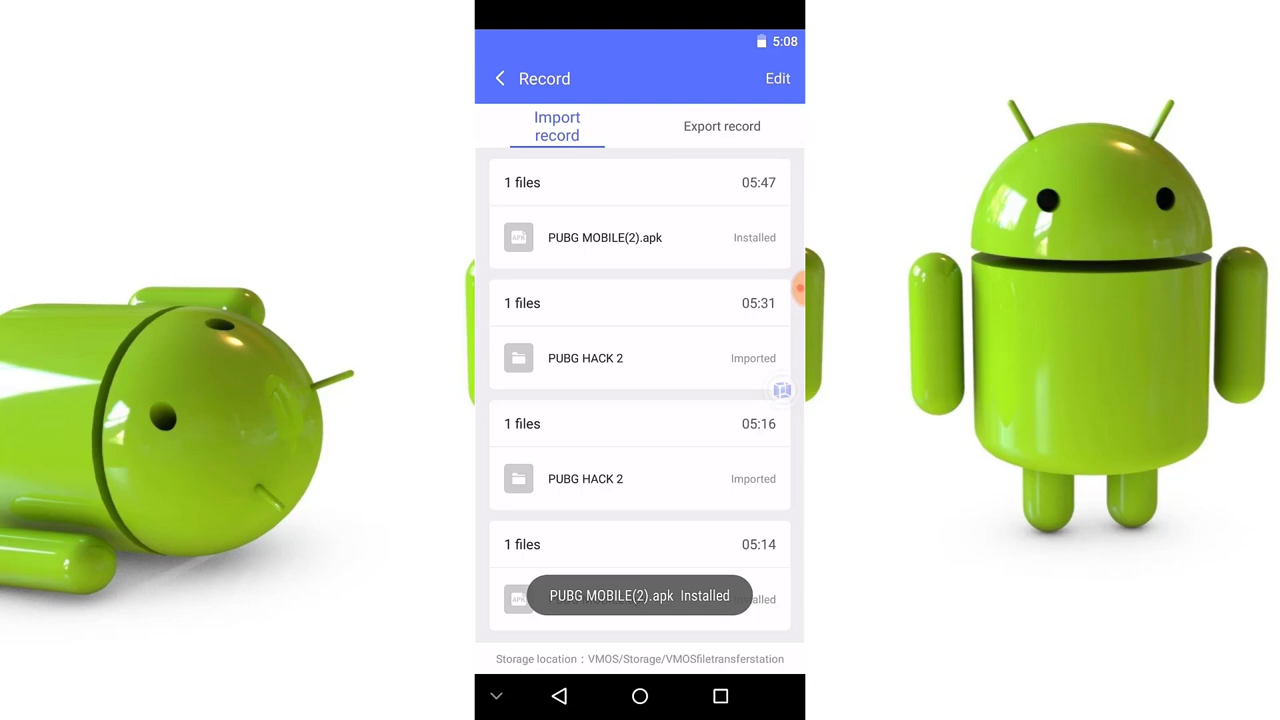 5:08
Record
Edit
Import
record
Export record
1 files
05:47
APK
PUBG MOBILE(2).apk
Installed
1 files
05:31
PUBG HACK 2
Imported
1 files
05:16
PUBG HACK 2
Imported
1 files
05:14
PUBG MOBILE(2).apk Installed
Storage location : VMOS/Storage/VMOSfiletransferstation